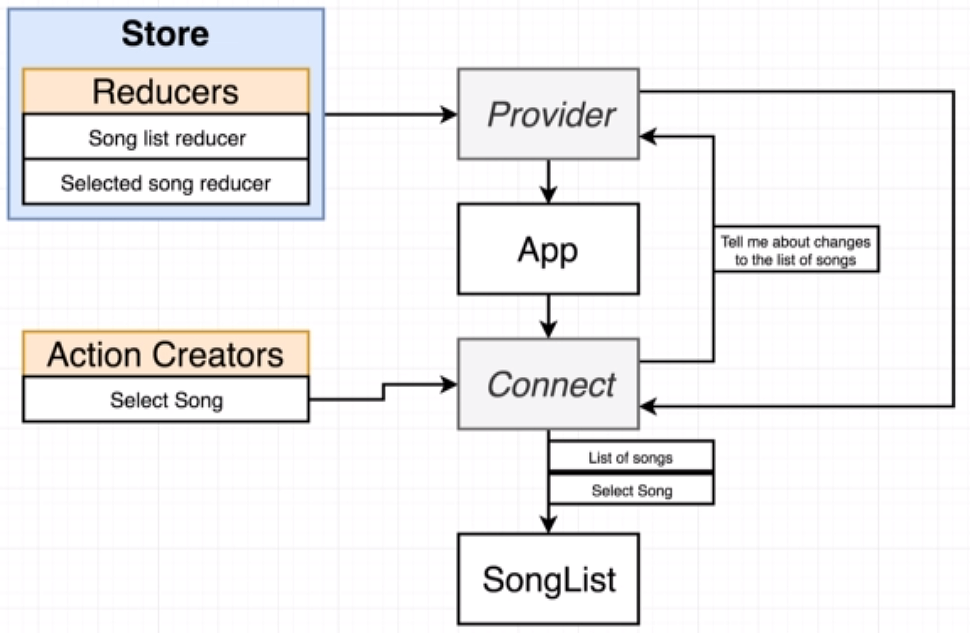 Store
Reducers
Song list reducer
Selected song reducer
Provider
App
Tell me about changes
to the list of songs
Action Creators
Select Song
Connect
List of songs
Select Song
SongList